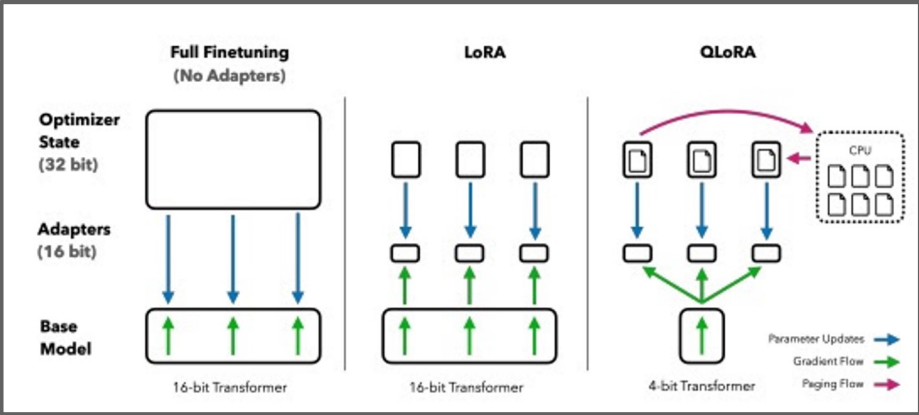 Full Finetuning
(No Adapters)
LoRA
QLoRA
Optimizer
State
(32 bit)
CPU
Adapters
(16 bit)
Base
Model
16-bit Transformer
16-bit Transformer
4-bit Transformer
Parameter Updates
Gradient Flow
Paging Flow